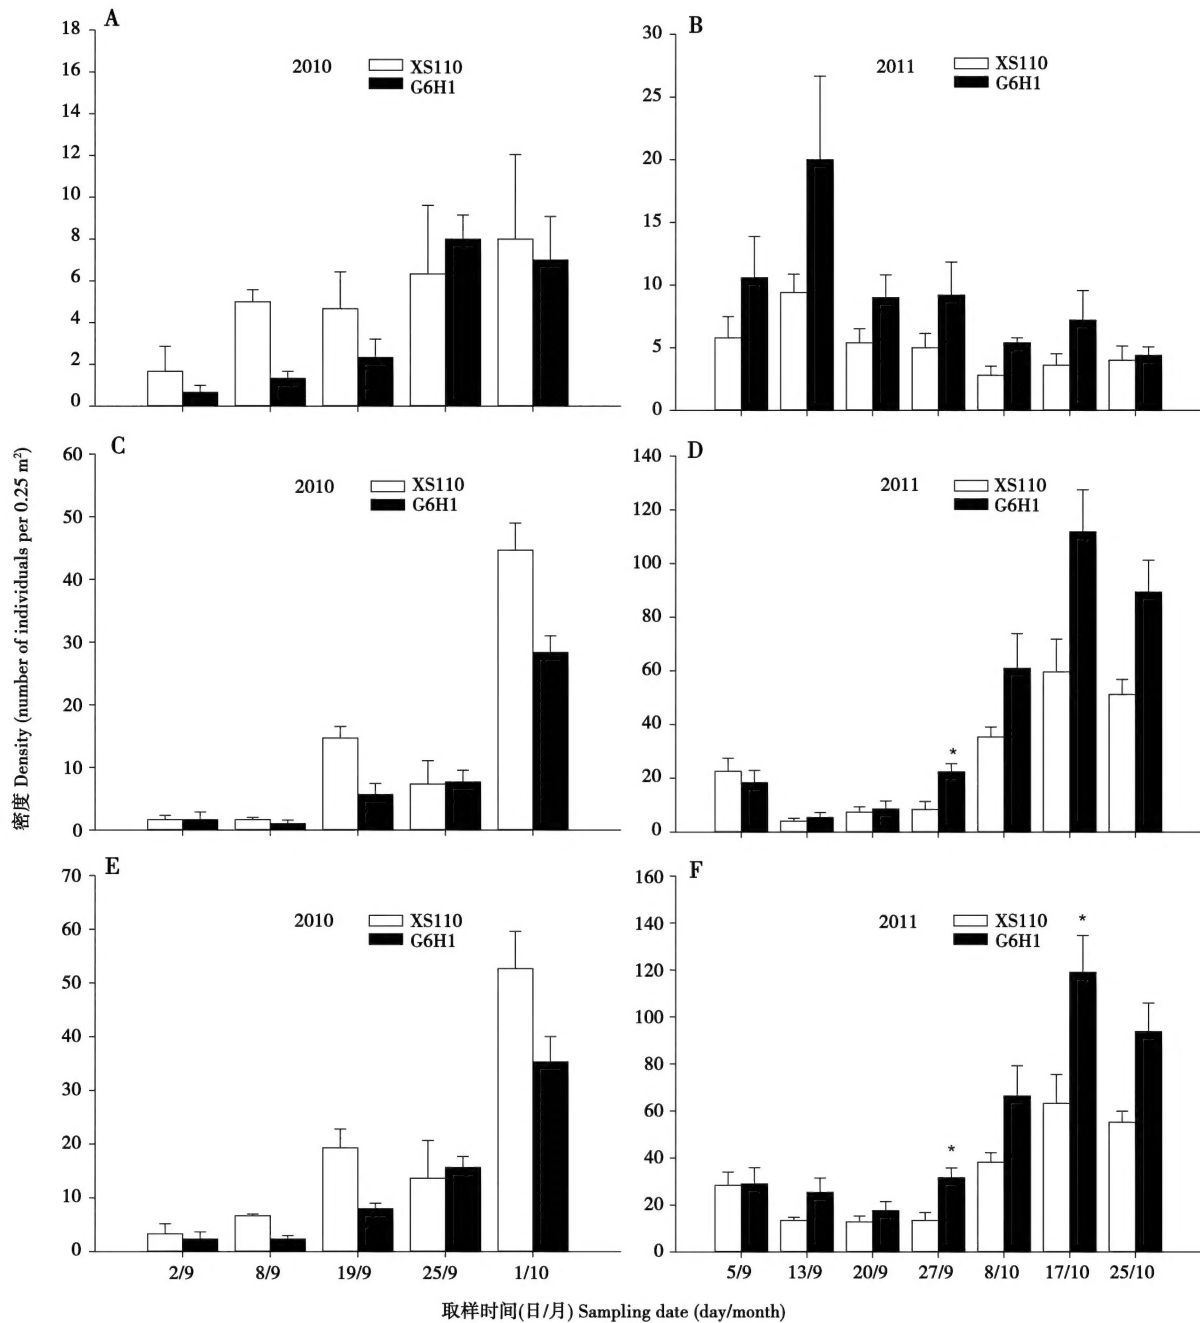 A
18
16
14
12
10
8
6
4
2
0
2010
XS110
G6H1
B
30
25
20
15
10
5
0
2011
XS110
G6H1
C
60
50
40
30
20
10
0
2010
XS110
G6H1
D
140
120
100
80
60
40
20
0
2011
XS110
G6H1
*
E
70
60
50
40
30
20
10
0
2010
XS110
G6H1
2/9 8/9 19/9 25/9 1/10
F
160
140
120
100
80
60
40
20
0
2011
XS110
G6H1
*
*
5/9 13/9 20/9 27/9 8/10 17/10 25/10
密度 Density (number of individuals per 0.25 m²)
取样时间(日/月) Sampling date (day/month)